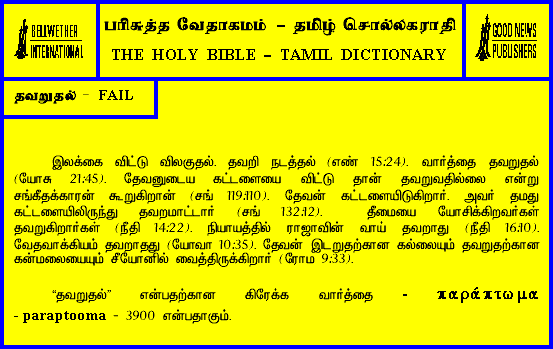 BELLWETHER
INTERNATIONAL
பரிசுத்த வேதாகமம் – தமிழ் சொல்லகராதி
THE HOLY BIBLE – TAMIL DICTIONARY
GOOD NEWS
PUBLISHERS
தவறுதல் – FAIL
இலக்கை விட்டு விலகுதல். தவறி நடத்தல் (எண் 15:24). வார்த்தை தவறுதல்
(யோசு 21:45). தேவனுடைய கட்டளையை விட்டு தான் தவறுவதில்லை என்று
சங்கீதக்காரன் கூறுகிறான் (சங் 119:110). தேவன் கட்டளையிடுகிறார். அவர் தமது
கட்டளையிலிருந்து தவறமாட்டார் (சங் 132:12). தீமையை யோசிக்கிறவர்கள்
தவறுகிறார்கள் (நீதி 14:22). நியாயத்தில் ராஜாவின் வாய் தவறாது (நீதி 16:10).
வேதவாக்கியம் தவறாதது (யோவா 10:35). தேவன் இடறுதற்கான கல்லையும் தவறுதற்கான
கன்மலையையும் சீயோனில் வைத்திருக்கிறார் (ரோம 9:33).
“தவறுதல்” என்பதற்கான கிரேக்க வார்த்தை - παράπτωμα
- paraptooma – 3900 என்பதாகும்.